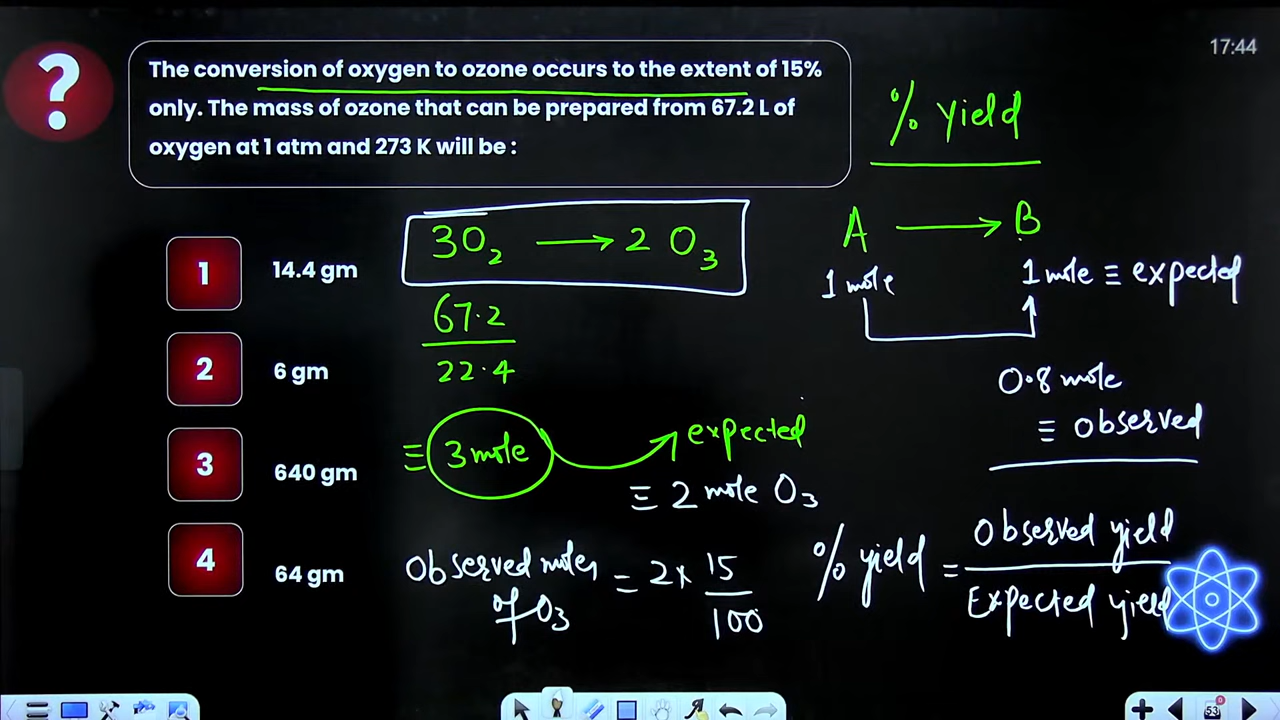 17:44
?
The conversion of oxygen to ozone occurs to the extent of 15%
only. The mass of ozone that can be prepared from 67.2 L of
oxygen at 1 atm and 273 K will be :
% Yield
3O₂ → 2 O₃
A → B
1 mole 1 mole ≡ expected
1 14.4 gm
67.2
22.4
2 6 gm
0.8 mole
≡ Observed
≡ 3 mole expected
≡ 2 mole O₃
3 640 gm
4 64 gm
Observed moles
of O₃ = 2 × 15
100
% yield = Observed yield
Expected yield
53